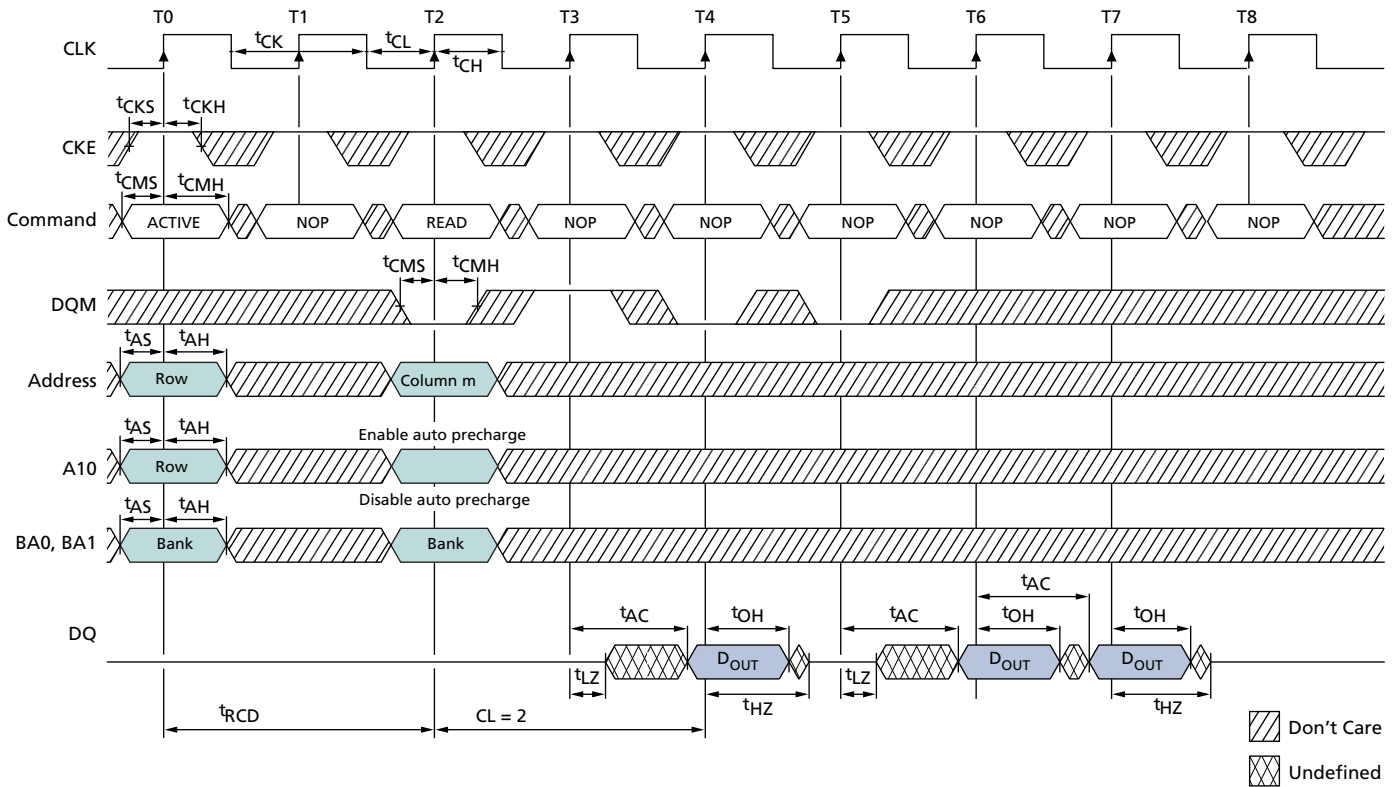 T0 T1 T2 T3 T4 T5 T6 T7 T8
CLK
tCK tCL
tCH
tCKS tCKH
CKE
tCMS tCMH
Command ACTIVE NOP READ NOP NOP NOP NOP NOP NOP
tCMS tCMH
DQM
tAS tAH
Address Row Column m
tAS tAH Enable auto precharge
A10 Row
Disable auto precharge
tAS tAH
BA0, BA1 Bank Bank
tAC
tAC tOH tAC tOH tOH
DQ
DOUT DOUT DOUT
tLZ tLZ
tHZ tHZ
tRCD CL = 2
Don't Care
Undefined